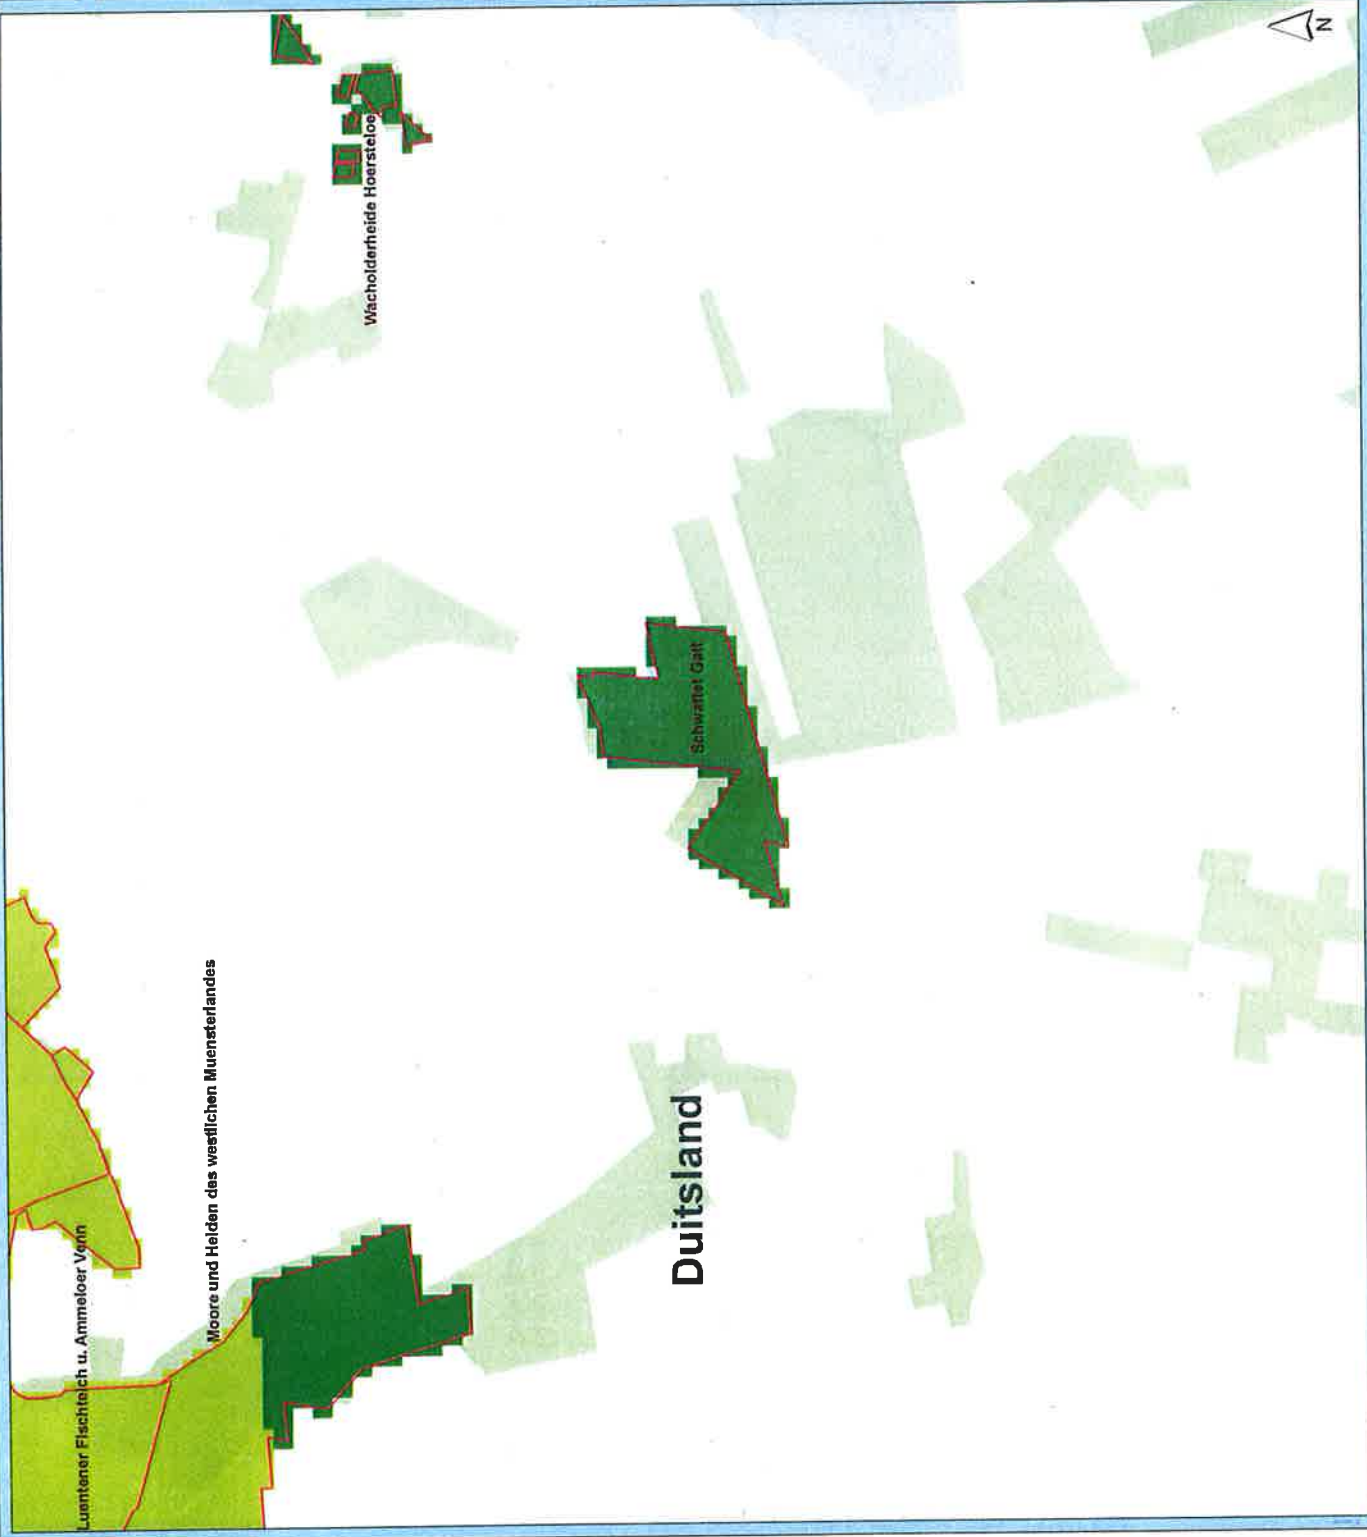 Luentener Fischteich u. Ammeloer Venn
Moore und Heiden des westlichen Muensterlandes
Wacholderheide Hoersteloe
Schwattet Gatt
Duitsland
N